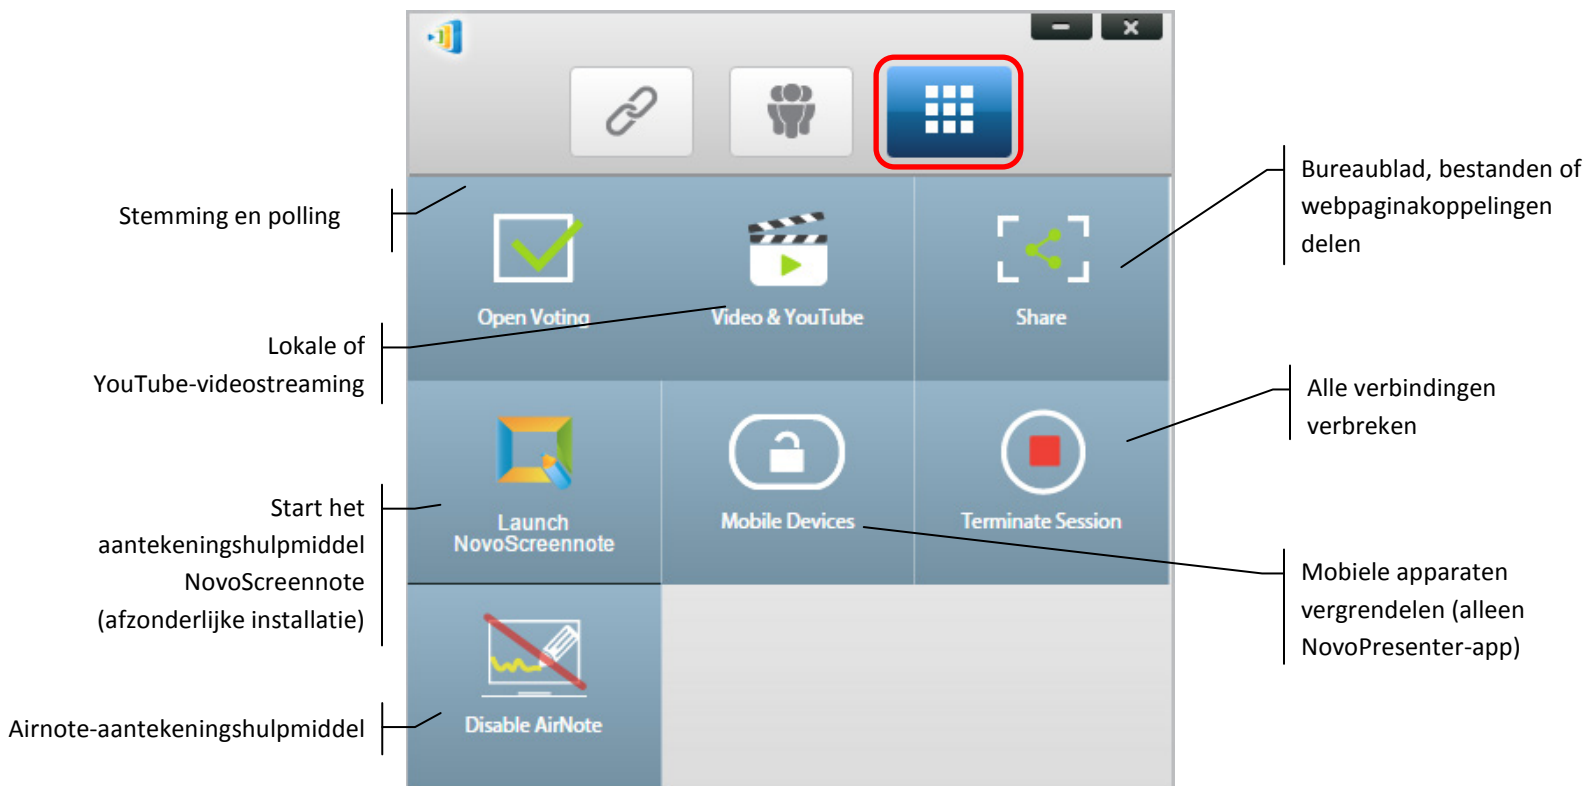 Stemming en polling
Lokale of
YouTube-videostreaming
Start het
aantekeningshulpmiddel
NovoScreennote
(afzonderlijke installatie)
Airnote-aantekeningshulpmiddel
Open Voting
Video & YouTube
Share
Launch
NovoScreennote
Mobile Devices
Terminate Session
Disable AirNote
Bureaublad, bestanden of
webpaginakoppelingen
delen
Alle verbindingen
verbreken
Mobiele apparaten
vergrendelen (alleen
NovoPresenter-app)